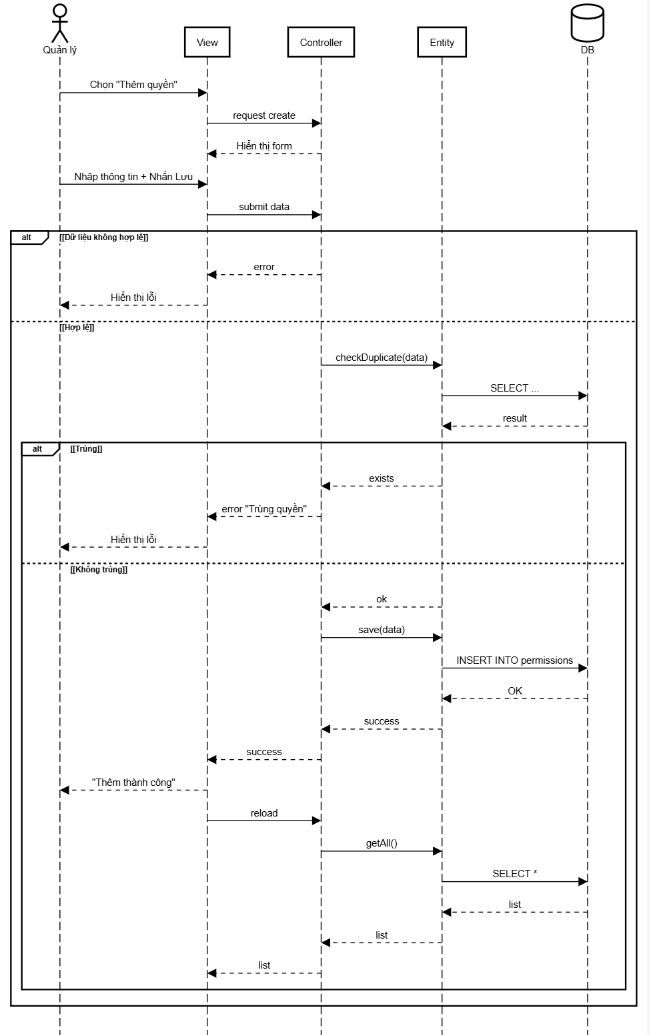 Quản lý
View
Controller
Entity
DB
Chọn "Thêm quyền"
request create
Hiển thị form
Nhập thông tin + Nhấn Lưu
submit data
alt
[[Dữ liệu không hợp lệ]]
error
Hiển thị lỗi
[[Hợp lệ]]
checkDuplicate(data)
SELECT ...
result
alt
[[Trùng]]
exists
error "Trùng quyền"
Hiển thị lỗi
[[Không trùng]]
ok
save(data)
INSERT INTO permissions
OK
success
success
"Thêm thành công"
reload
getAll()
SELECT *
list
list
list